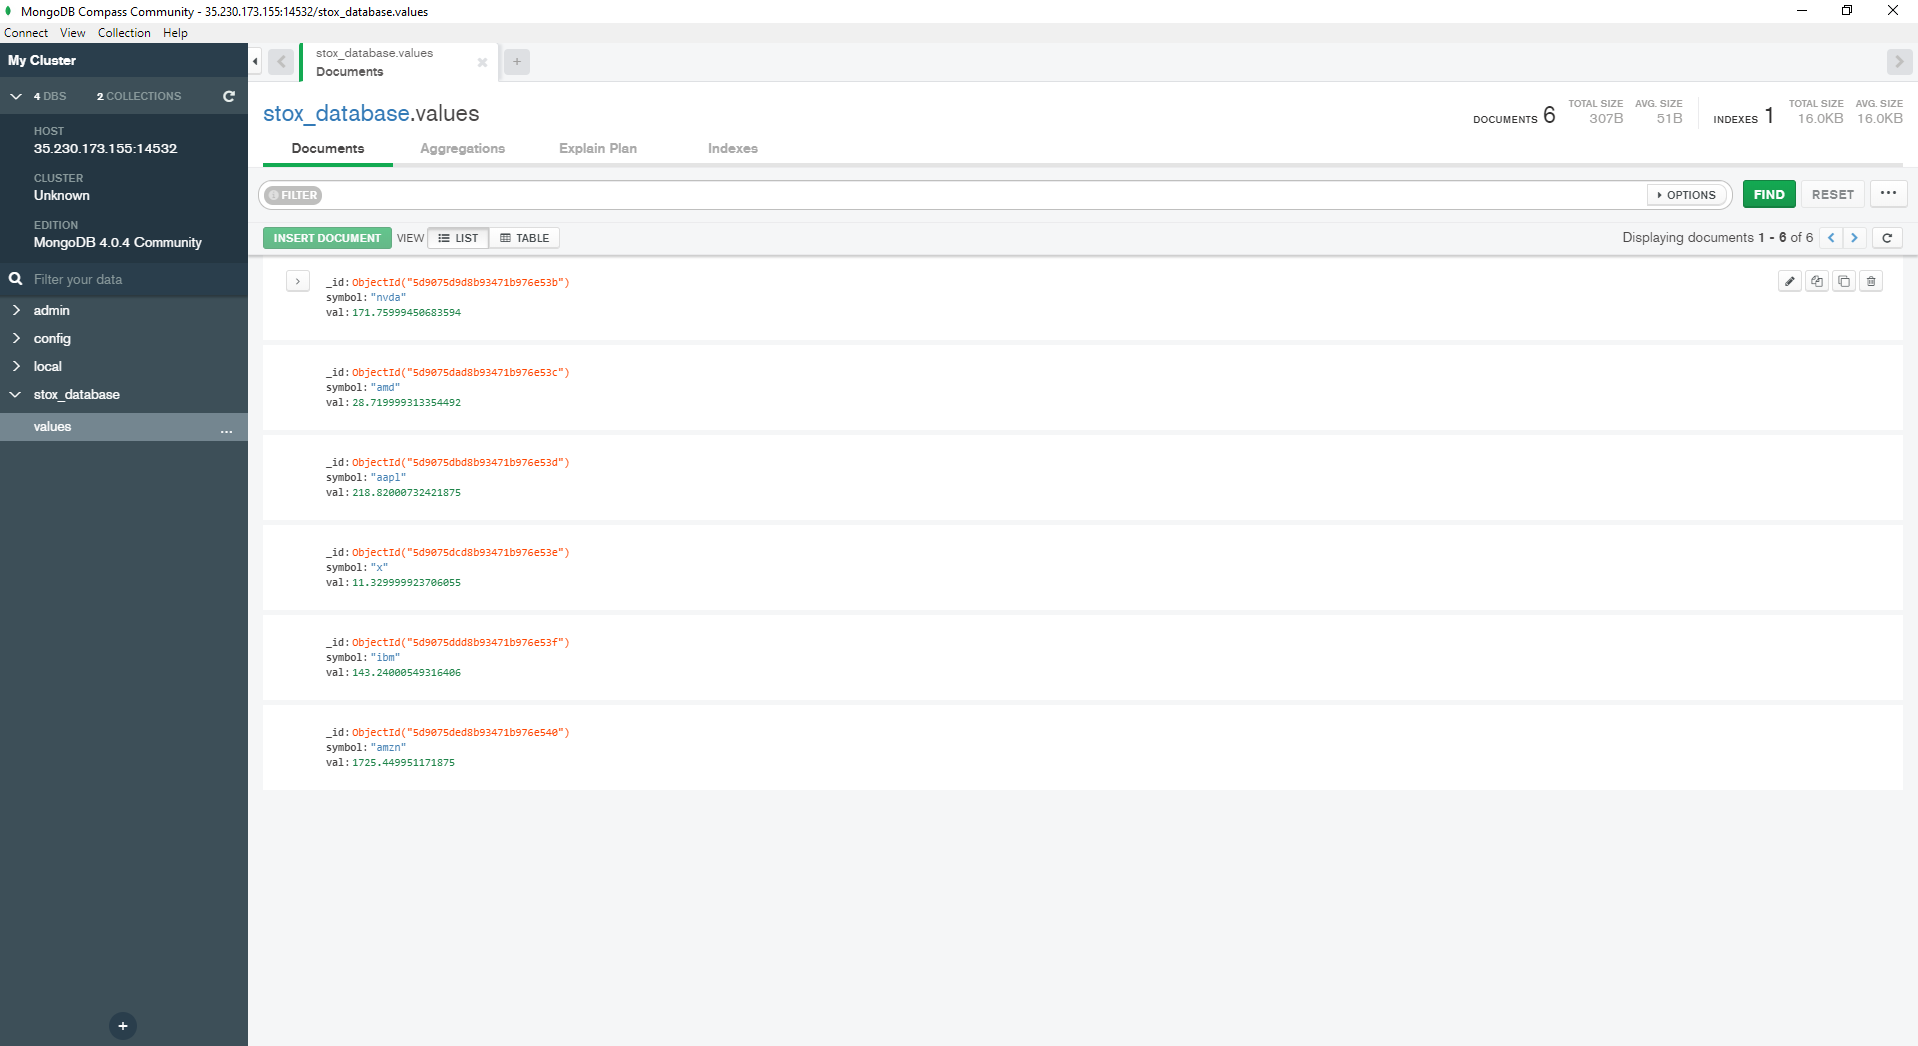 MongoDB Compass Community - 35.230.173.155:14532/stox_database.values
Connect View Collection Help
My Cluster
4 DBS 2 COLLECTIONS
HOST
35.230.173.155:14532
CLUSTER
Unknown
EDITION
MongoDB 4.0.4 Community
Filter your data
admin
config
local
stox_database
values ...
stox_database.values
Documents
stox_database.values
DOCUMENTS 6 TOTAL SIZE 307B AVG. SIZE 51B INDEXES 1 TOTAL SIZE 16.0KB AVG. SIZE 16.0KB
Documents Aggregations Explain Plan Indexes
FILTER OPTIONS FIND RESET ...
INSERT DOCUMENT VIEW LIST TABLE Displaying documents 1 - 6 of 6
_id: ObjectId("5d9075d9d8b93471b976e53b")
symbol: "nvda"
val: 171.75999450683594
_id: ObjectId("5d9075dad8b93471b976e53c")
symbol: "amd"
val: 28.719999313354492
_id: ObjectId("5d9075dbd8b93471b976e53d")
symbol: "aapl"
val: 218.82000732421875
_id: ObjectId("5d9075dcd8b93471b976e53e")
symbol: "x"
val: 11.329999923706055
_id: ObjectId("5d9075ddd8b93471b976e53f")
symbol: "ibm"
val: 143.24000549316406
_id: ObjectId("5d9075ded8b93471b976e540")
symbol: "amzn"
val: 1725.449951171875